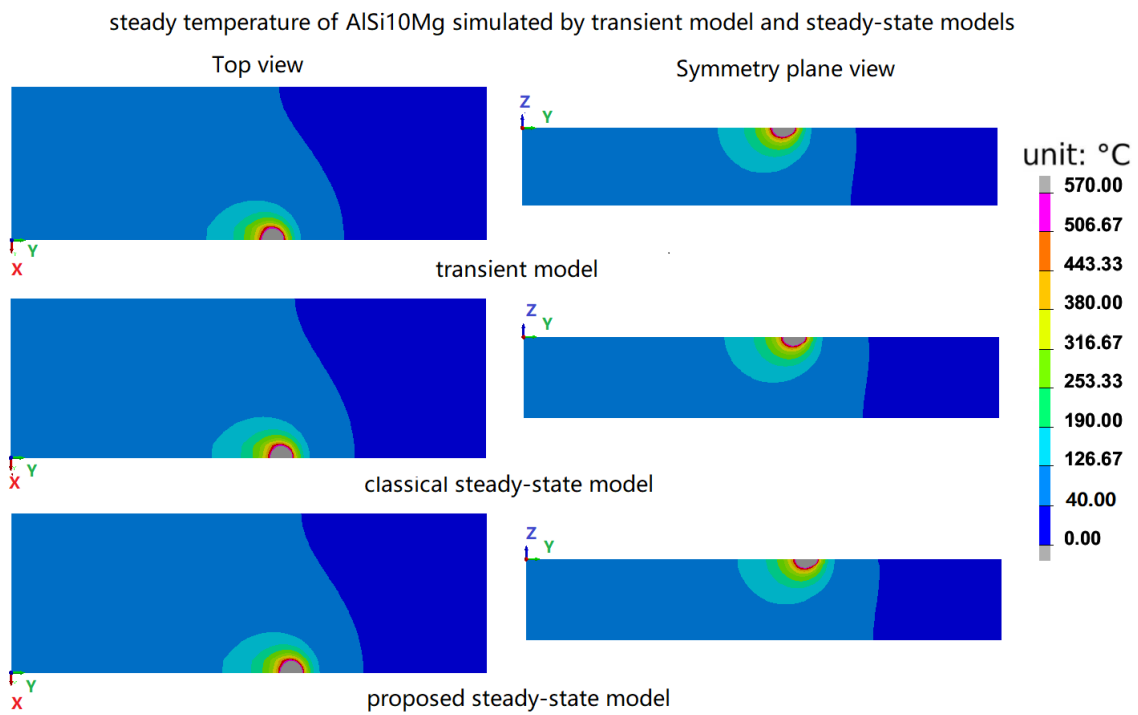 steady temperature of AlSi10Mg simulated by transient model and steady-state models
Top view
Symmetry plane view
Z
Y
unit: °C
570.00
506.67
443.33
380.00
316.67
253.33
190.00
126.67
40.00
0.00
Y
X
transient model
Z
Y
Y
X
classical steady-state model
Z
Y
Y
X
proposed steady-state model